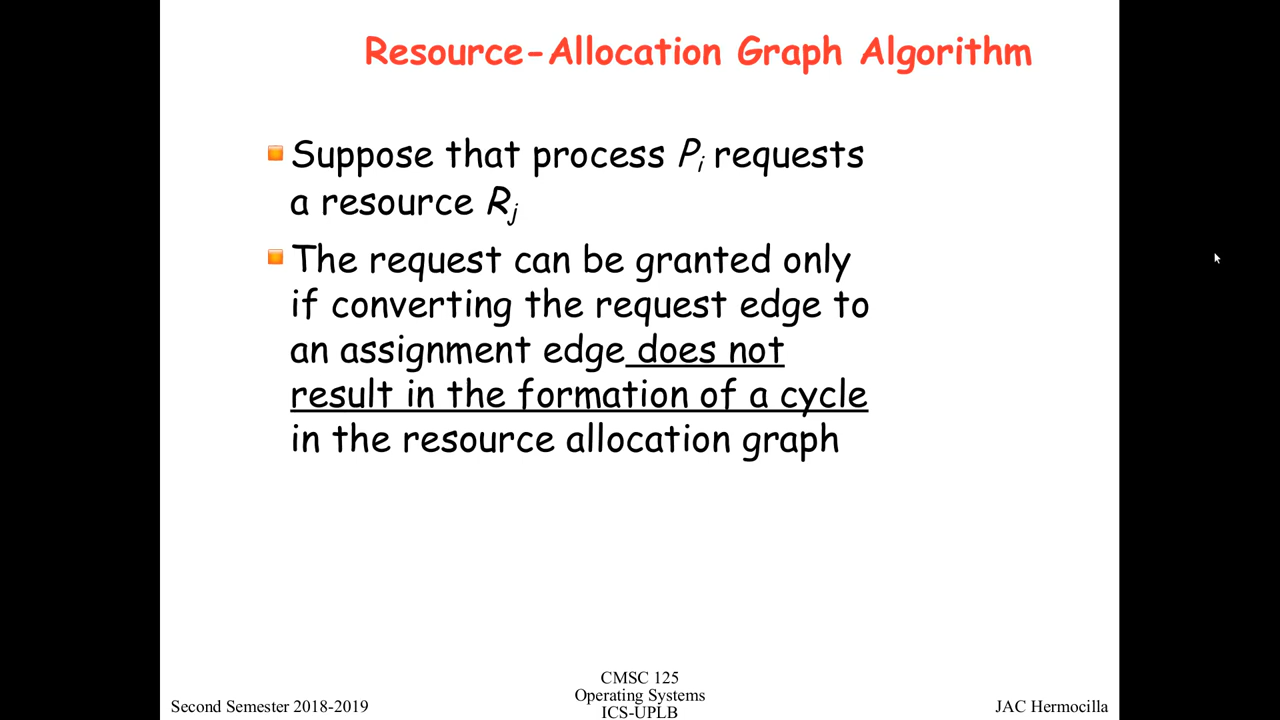 Resource-Allocation Graph Algorithm
Suppose that process Pi requests
a resource Rj
The request can be granted only
if converting the request edge to
an assignment edge does not
result in the formation of a cycle
in the resource allocation graph
Second Semester 2018-2019
CMSC 125
Operating Systems
ICS-UPLB
JAC Hermocilla